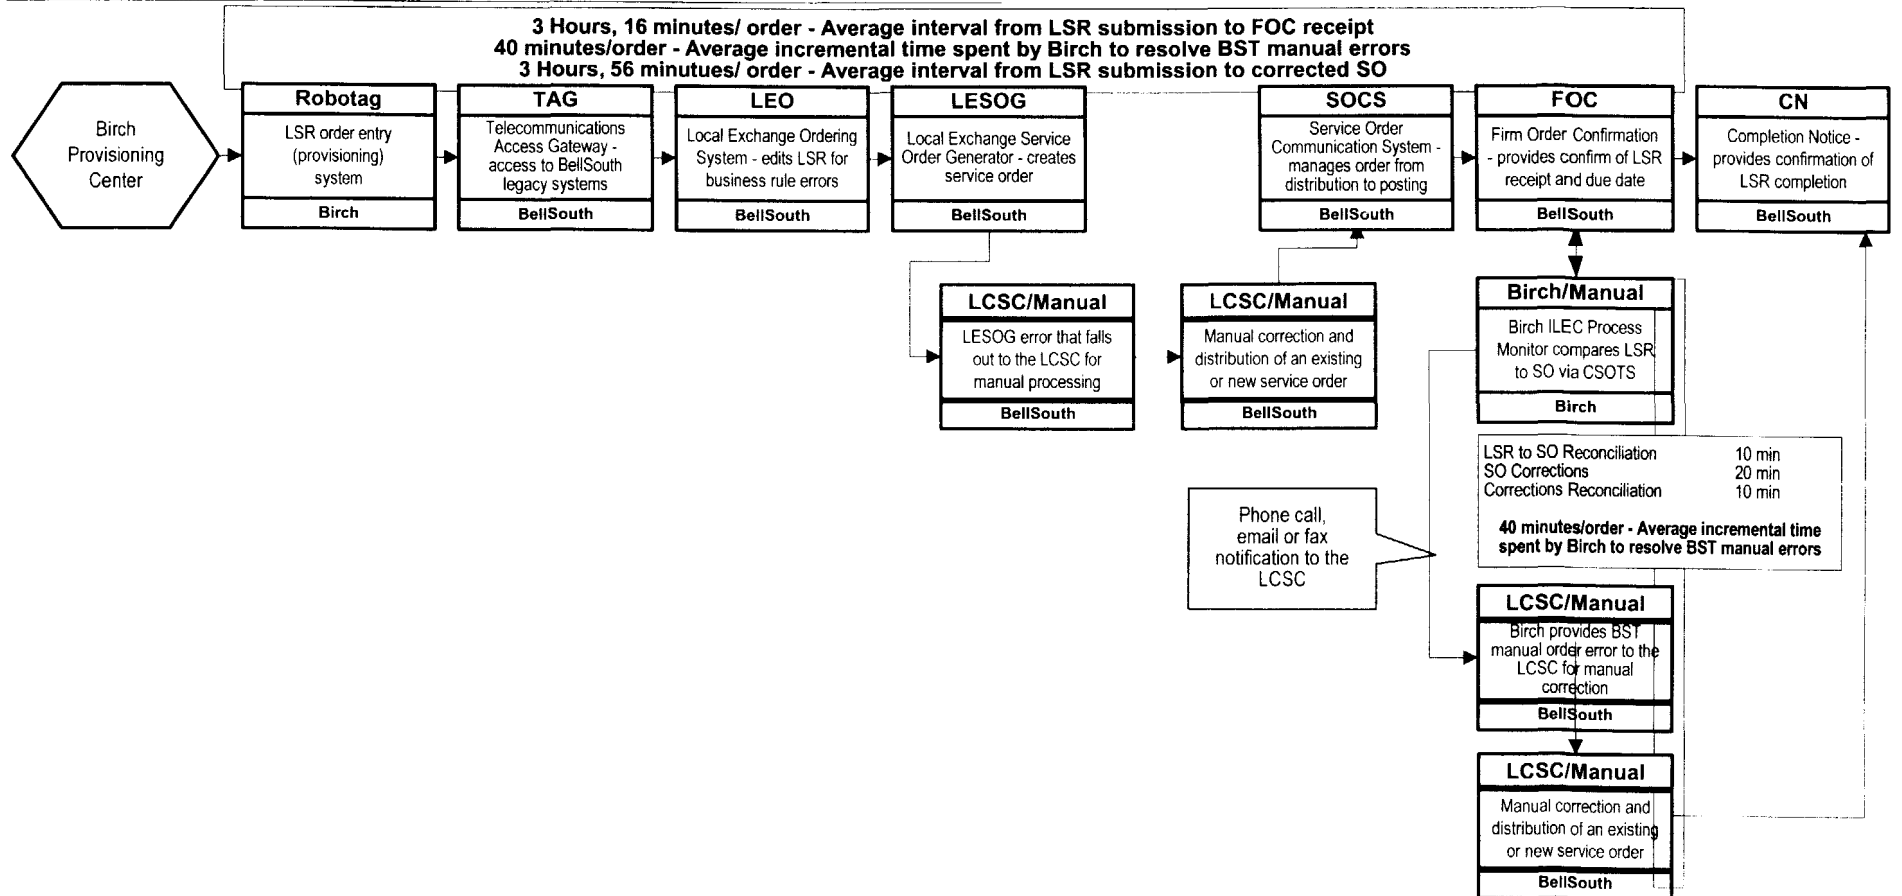 3 Hours, 16 minutes/ order - Average interval from LSR submission to FOC receipt
40 minutes/order - Average incremental time spent by Birch to resolve BST manual errors
3 Hours, 56 minutues/ order - Average interval from LSR submission to corrected SO
Birch
Provisioning
Center
Robotag
LSR order entry
(provisioning)
system
Birch
TAG
Telecommunications
Access Gateway -
access to BellSouth
legacy systems
BellSouth
LEO
Local Exchange Ordering
System - edits LSR for
business rule errors
BellSouth
LESOG
Local Exchange Service
Order Generator - creates
service order
BellSouth
SOCS
Service Order
Communication System -
manages order from
distribution to posting
BellSouth
FOC
Firm Order Confirmation
- provides confirm of LSR
receipt and due date
BellSouth
CN
Completion Notice -
provides confirmation of
LSR completion
BellSouth
LCSC/Manual
LESOG error that falls
out to the LCSC for
manual processing
BellSouth
LCSC/Manual
Manual correction and
distribution of an existing
or new service order
BellSouth
Birch/Manual
Birch ILEC Process
Monitor compares LSR
to SO via CSOTS
Birch
LSR to SO Reconciliation 10 min
SO Corrections 20 min
Corrections Reconciliation 10 min
40 minutes/order - Average incremental time
spent by Birch to resolve BST manual errors
Phone call,
email or fax
notification to the
LCSC
LCSC/Manual
Birch provides BST
manual order error to the
LCSC for manual
correction
BellSouth
LCSC/Manual
Manual correction and
distribution of an existing
or new service order
BellSouth